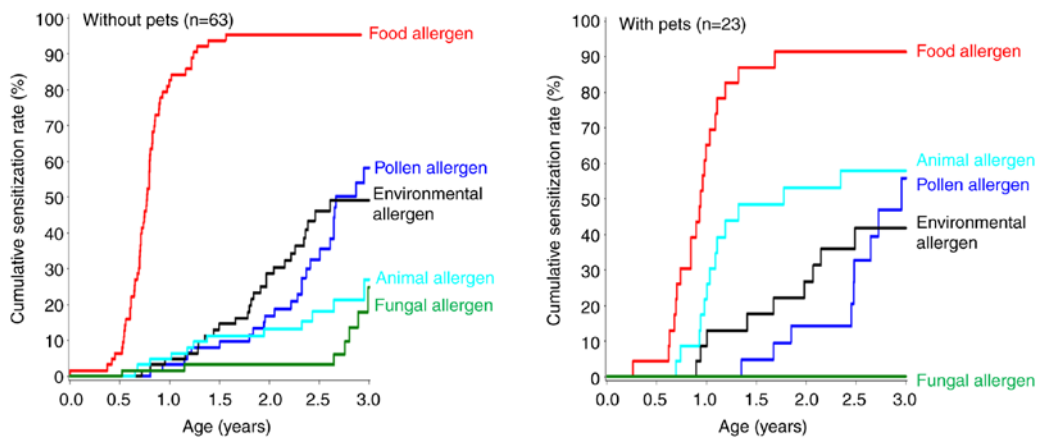 Without pets (n=63)
Cumulative sensitization rate (%)
100
90
80
70
60
50
40
30
20
10
0
Food allergen
Pollen allergen
Environmental
allergen
Animal allergen
Fungal allergen
0.0 0.5 1.0 1.5 2.0 2.5 3.0
Age (years)
With pets (n=23)
Cumulative sensitization rate (%)
100
90
80
70
60
50
40
30
20
10
0
Food allergen
Animal allergen
Pollen allergen
Environmental
allergen
Fungal allergen
0.0 0.5 1.0 1.5 2.0 2.5 3.0
Age (years)